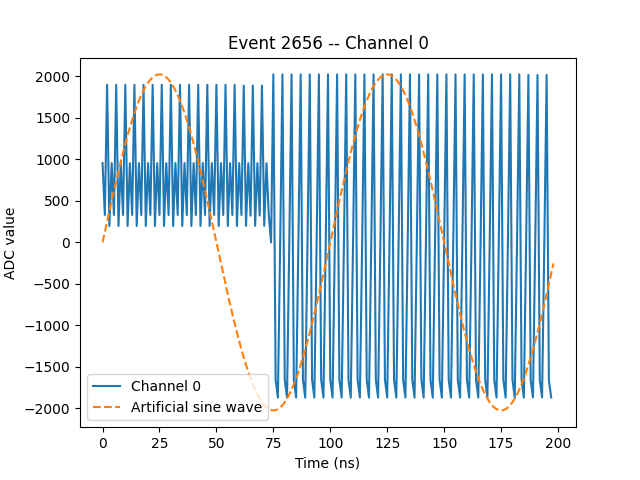 Event 2656 -- Channel 0
ADC value
2000
1500
1000
500
0
−500
−1000
−1500
−2000
Channel 0
Artificial sine wave
0 25 50 75 100 125 150 175 200
Time (ns)